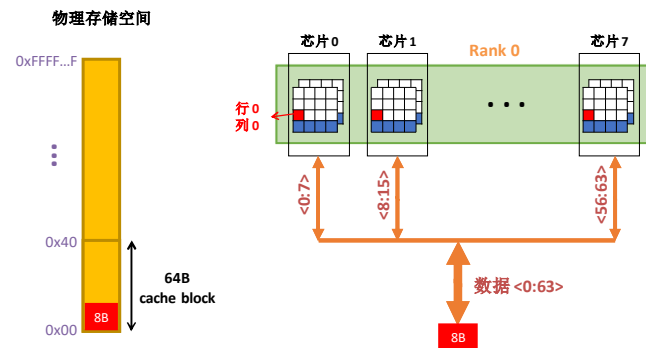 物理存储空间
0xFFFF...F
⋮
0x40
64B
cache block
8B
0x00
芯片0
芯片1
Rank 0
芯片7
行0
列0
...
<0:7>
<8:15>
<56:63>
数据 <0:63>
8B